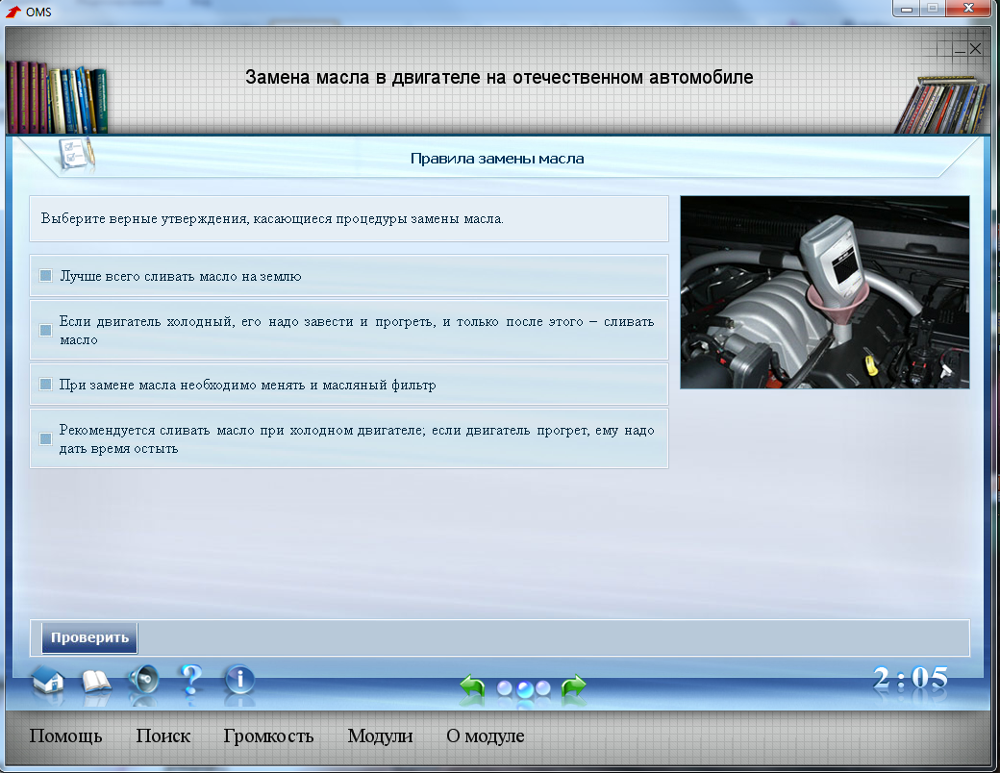 OMS
Замена масла в двигателе на отечественном автомобиле
Правила замены масла
Выберите верные утверждения, касающиеся процедуры замены масла.
Лучше всего сливать масло на землю
Если двигатель холодный, его надо завести и прогреть, и только после этого – сливать
масло
При замене масла необходимо менять и масляный фильтр
Рекомендуется сливать масло при холодном двигателе; если двигатель прогрет, ему надо
дать время остыть
Проверить
2:05
Помощь Поиск Громкость Модули О модуле